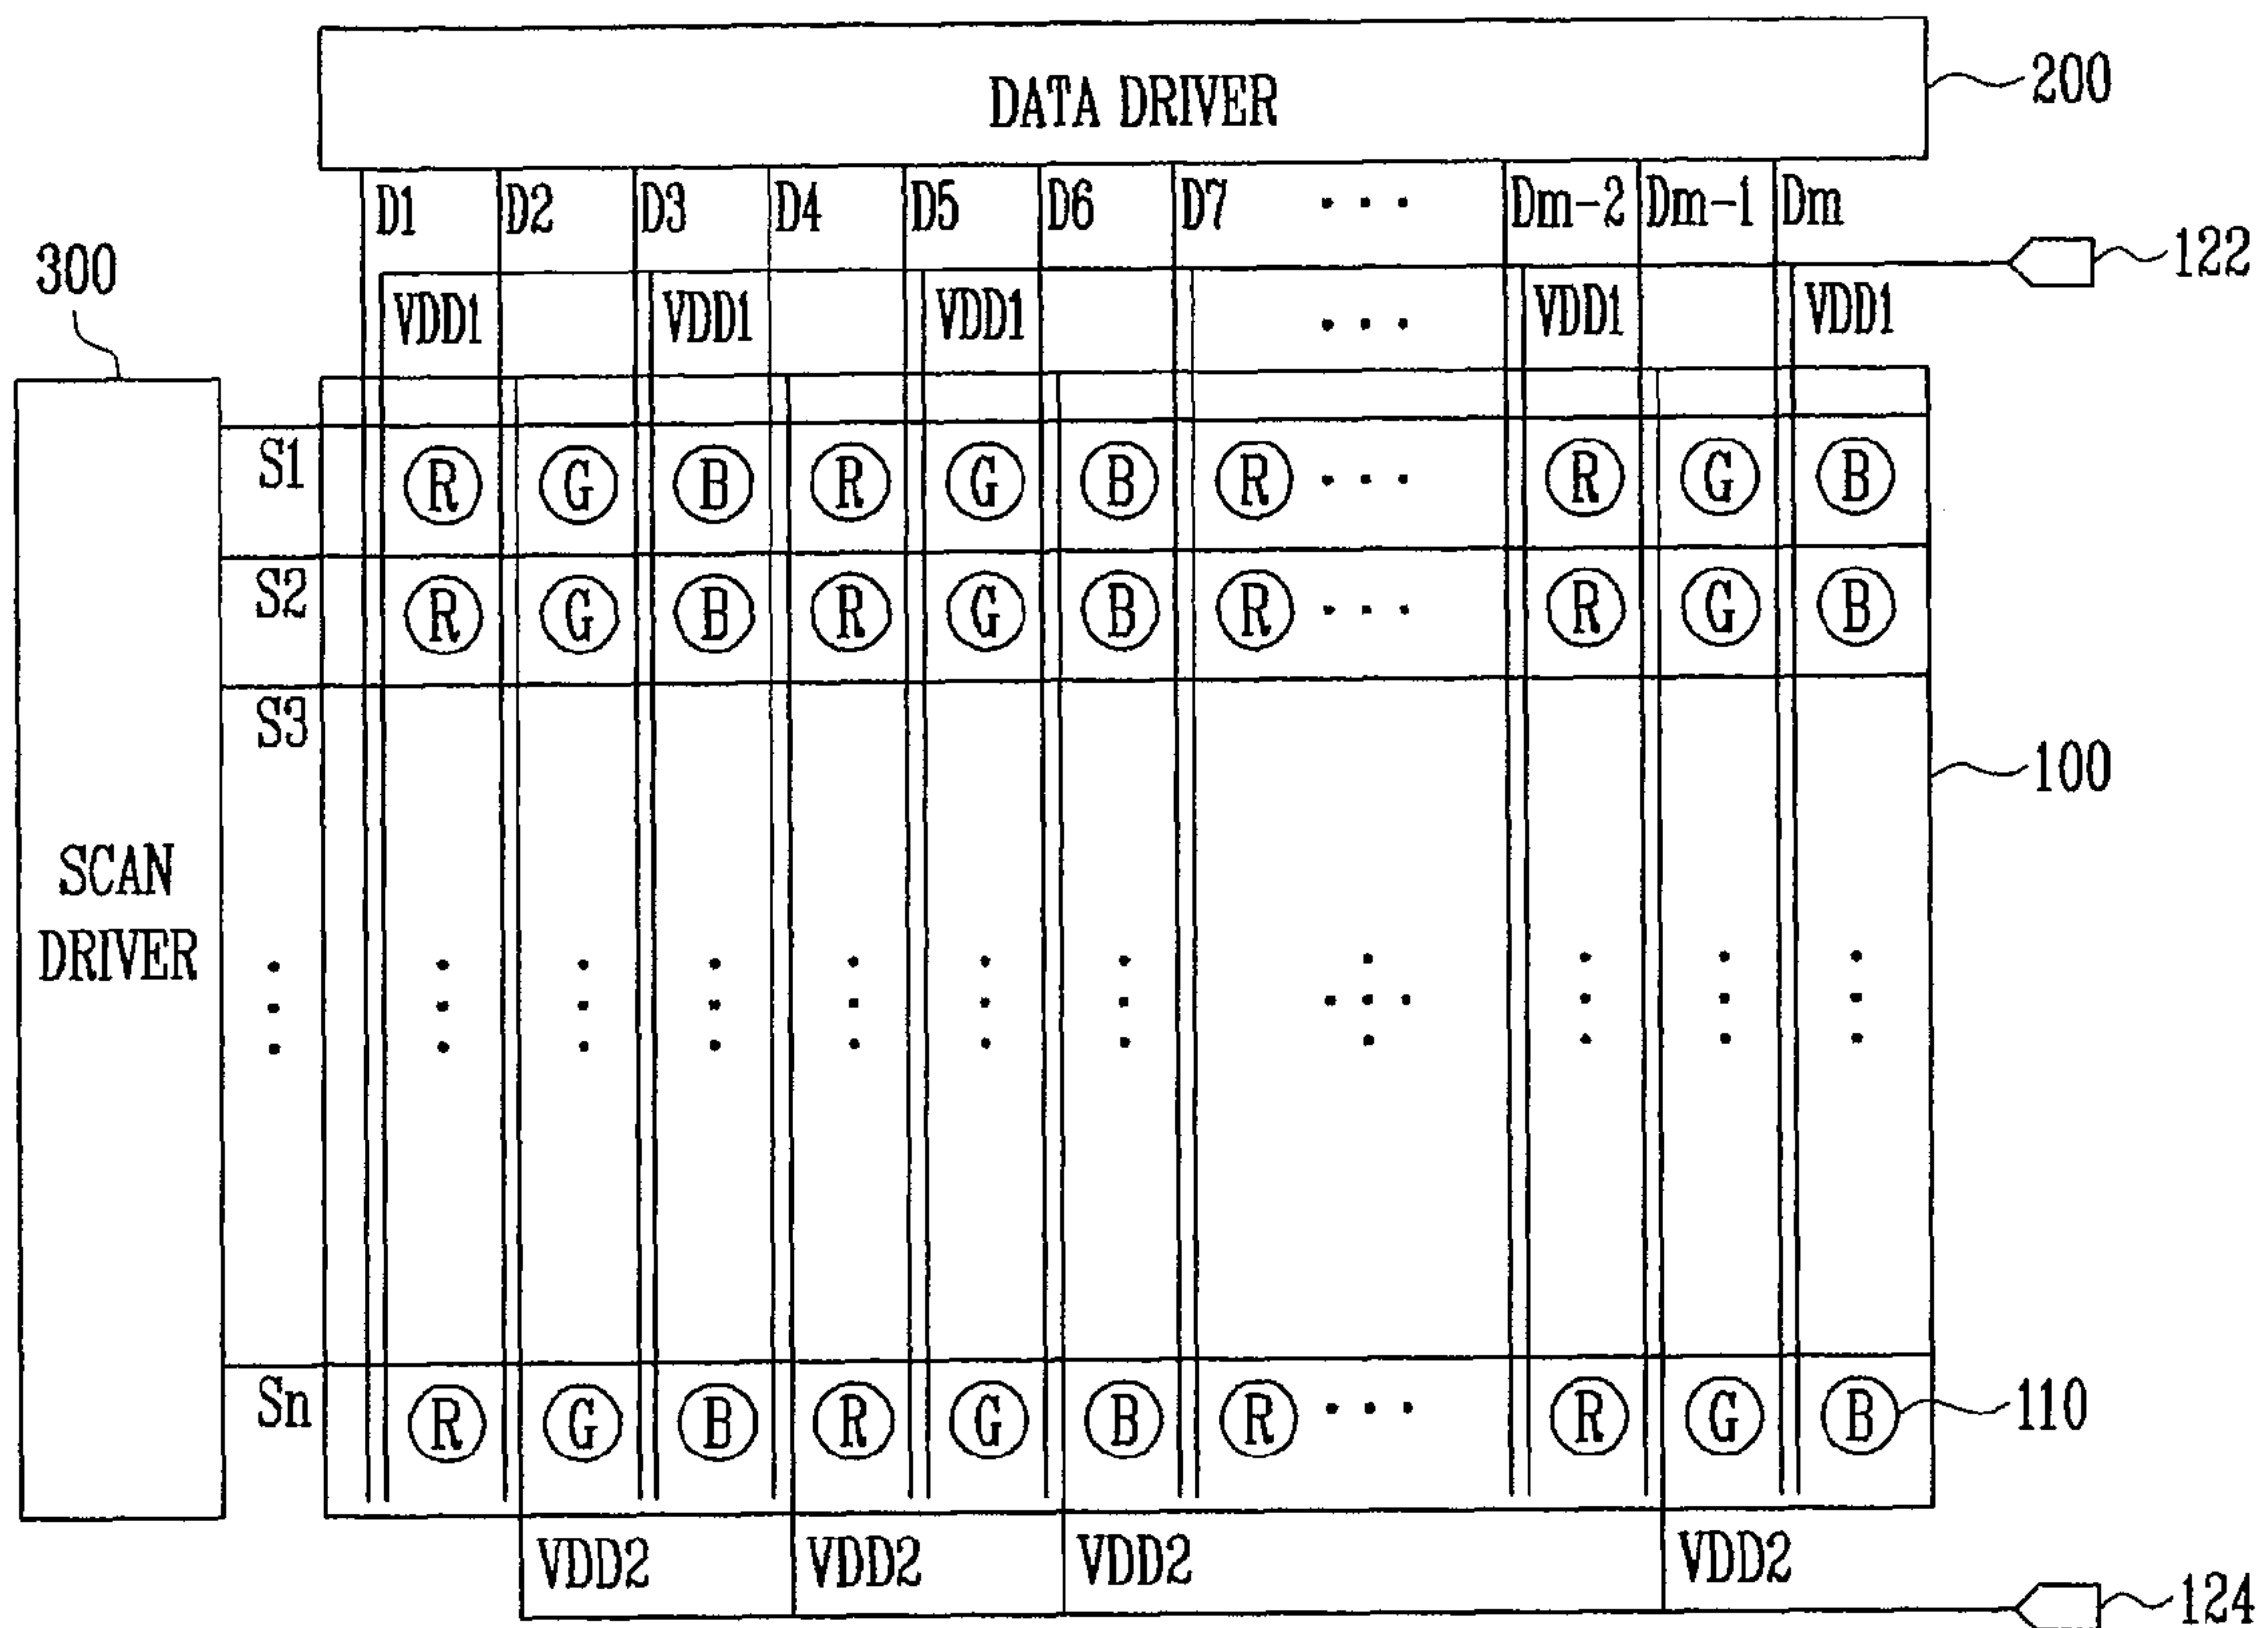 DATA DRIVER
200
D1 D2 D3 D4 D5 D6 D7 ... Dm-2 Dm-1 Dm
122
300
VDD1 VDD1 VDD1 ... VDD1 VDD1
S1 R G B R G B R ... R G B
S2 R G B R G B R ... R G B
S3
100
SCAN
DRIVER
Sn R G B R G B R ... R G B
110
VDD2 VDD2 VDD2 VDD2
124